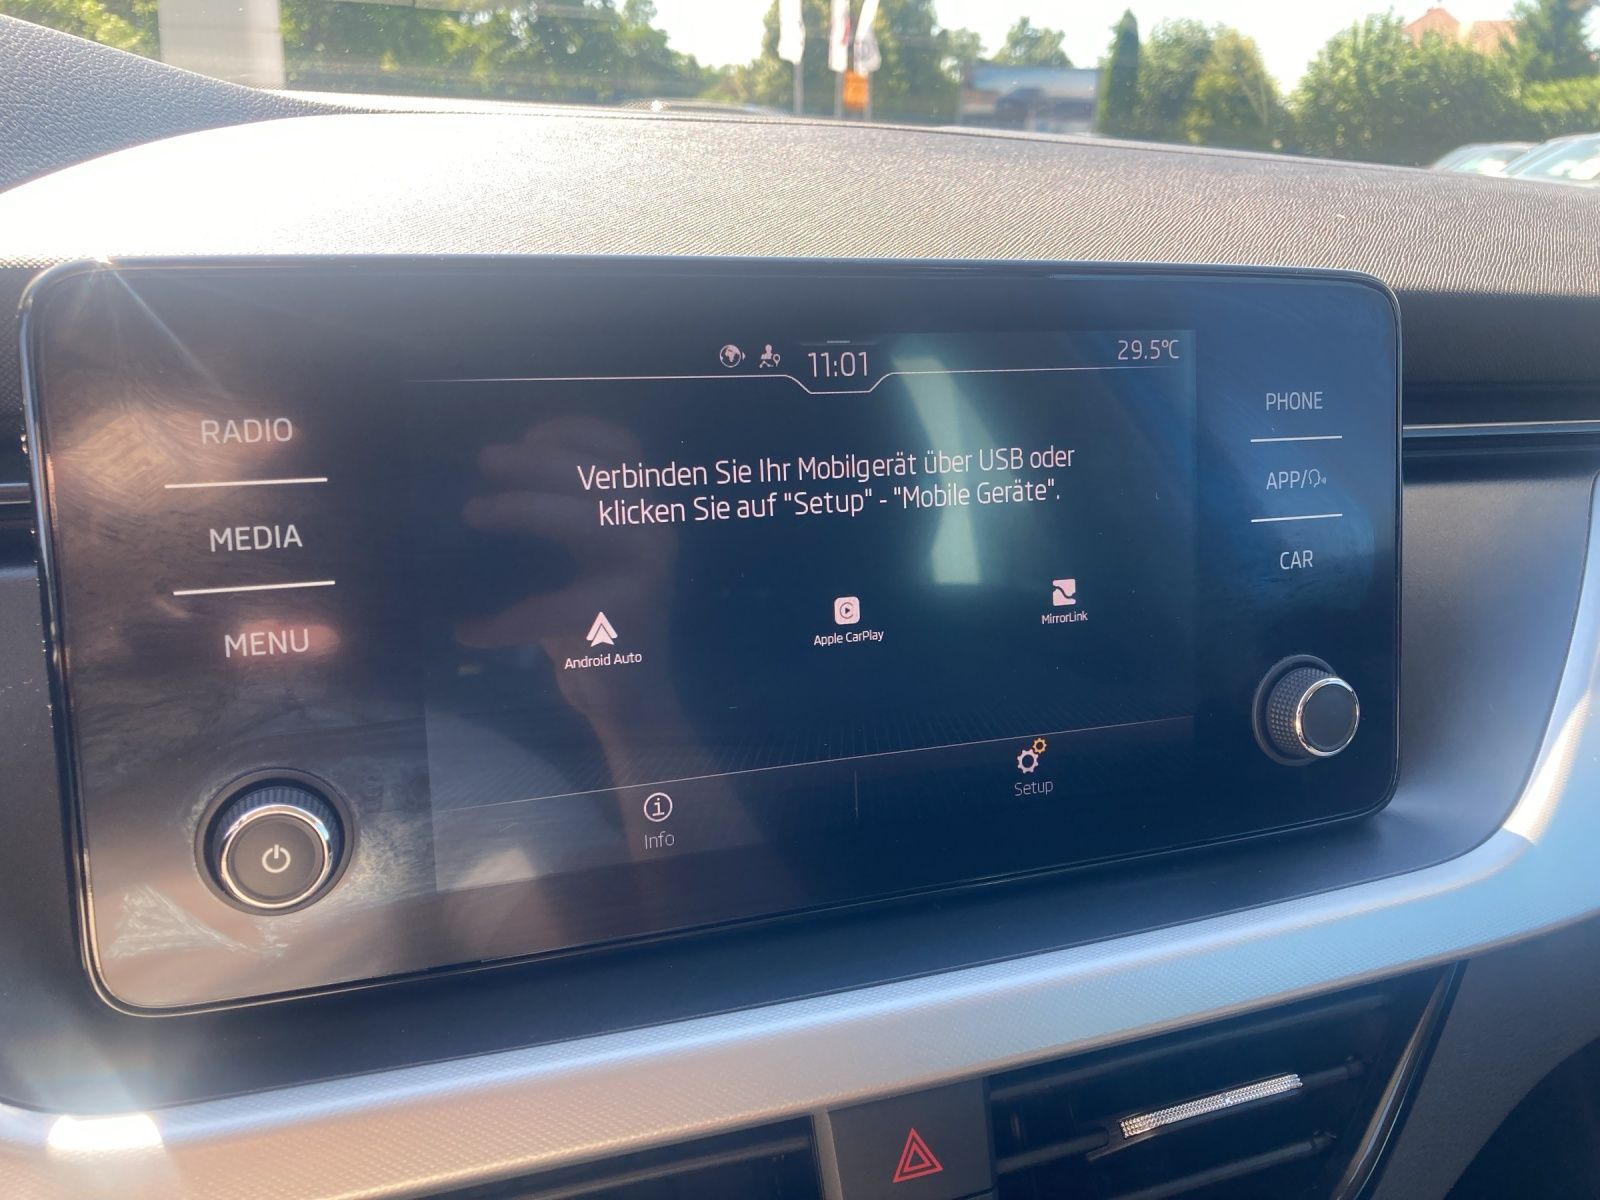 11:01
29.5°C
RADIO
MEDIA
MENU
Verbinden Sie Ihr Mobilgerät über USB oder
klicken Sie auf "Setup" - "Mobile Geräte".
Android Auto
Apple CarPlay
MirrorLink
Info
Setup
PHONE
APP/
CAR